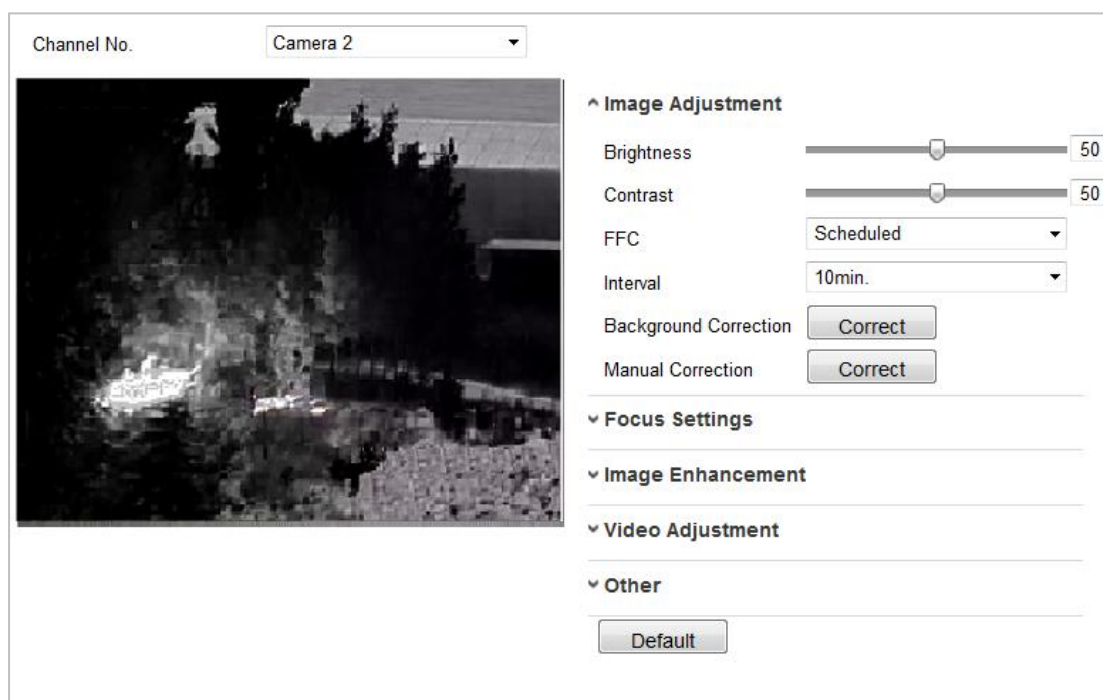 Channel No. Camera 2
Image Adjustment
Brightness 50
Contrast 50
FFC Scheduled
Interval 10min.
Background Correction Correct
Manual Correction Correct
Focus Settings
Image Enhancement
Video Adjustment
Other
Default